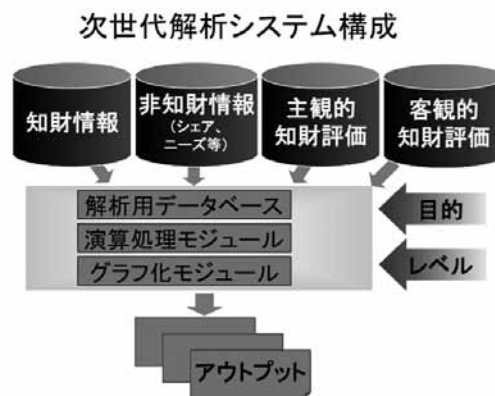 次世代解析システム構成
知財情報
非知財情報
(シェア、
ニーズ等)
主観的
知財評価
客観的
知財評価
解析用データベース
演算処理モジュール
グラフ化モジュール
目的
レベル
アウトプット